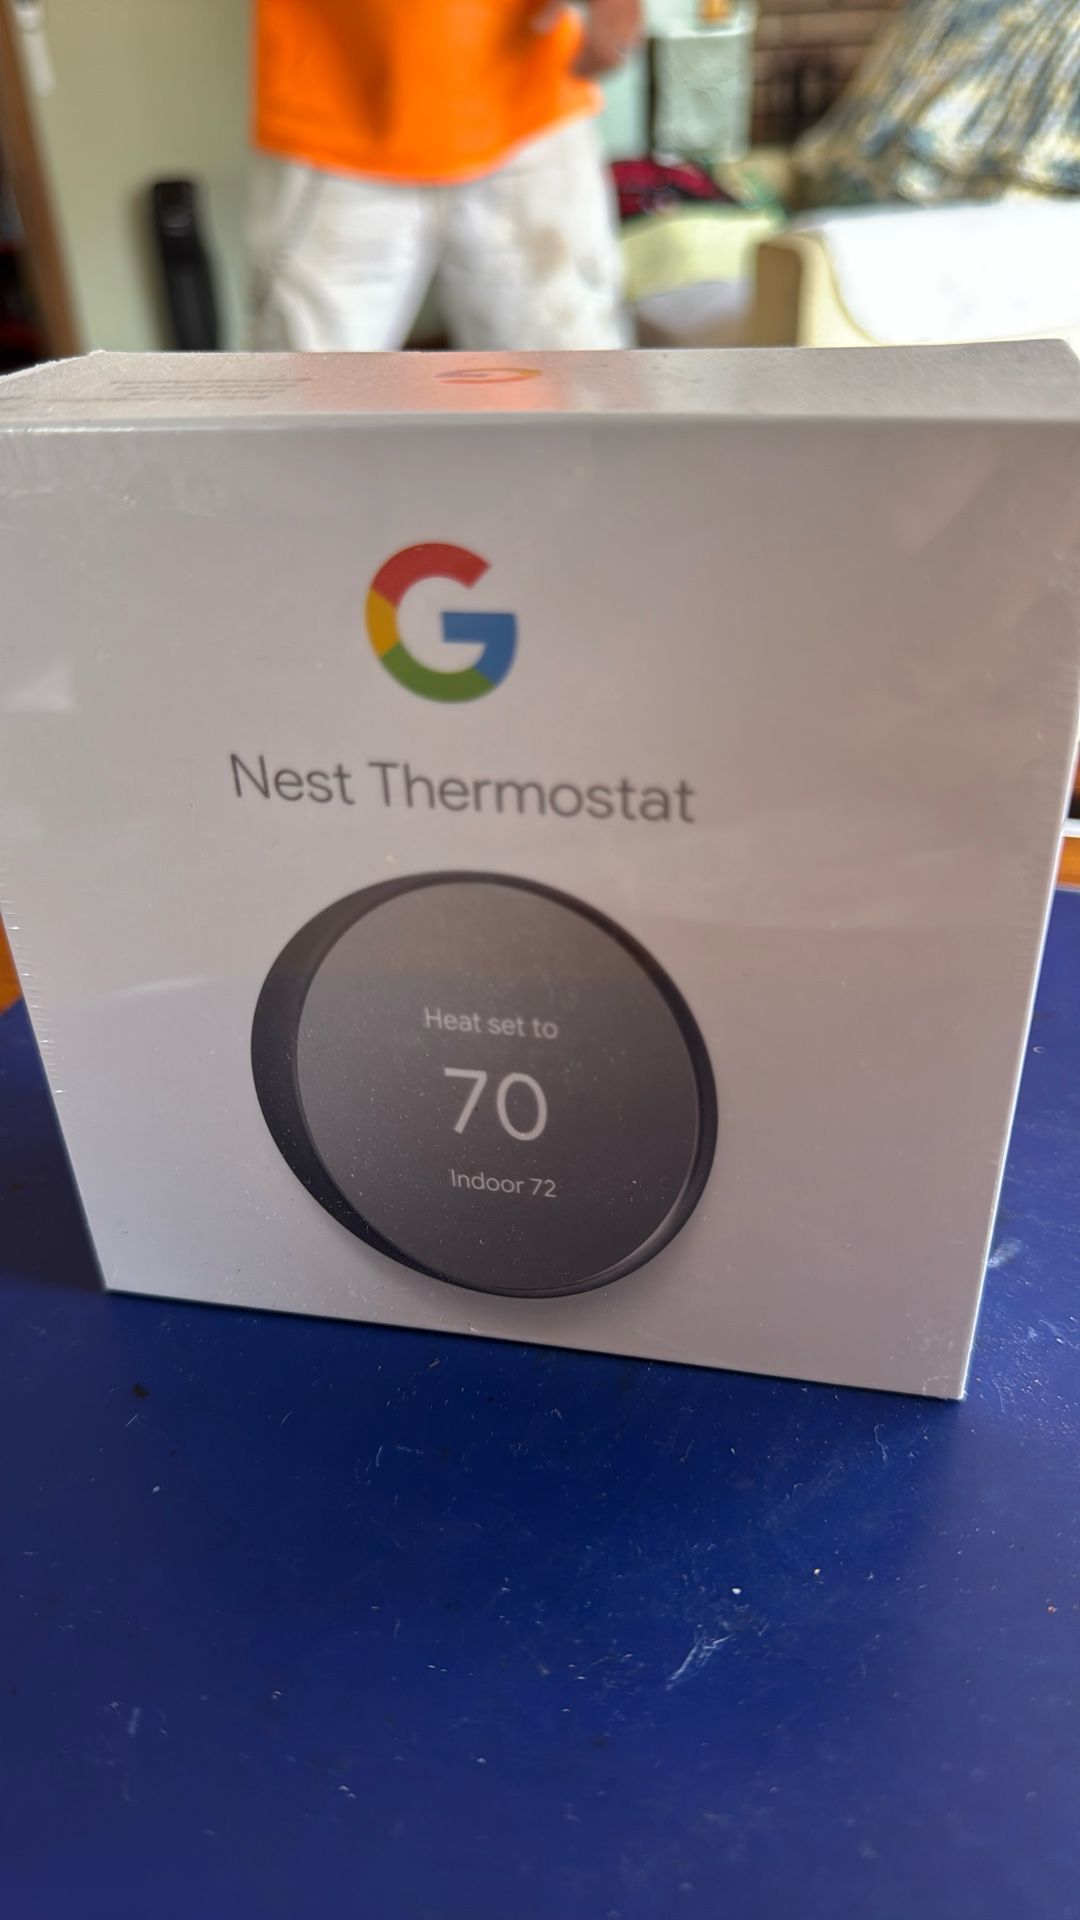 G
Nest Thermostat
Heat set to
70
Indoor 72